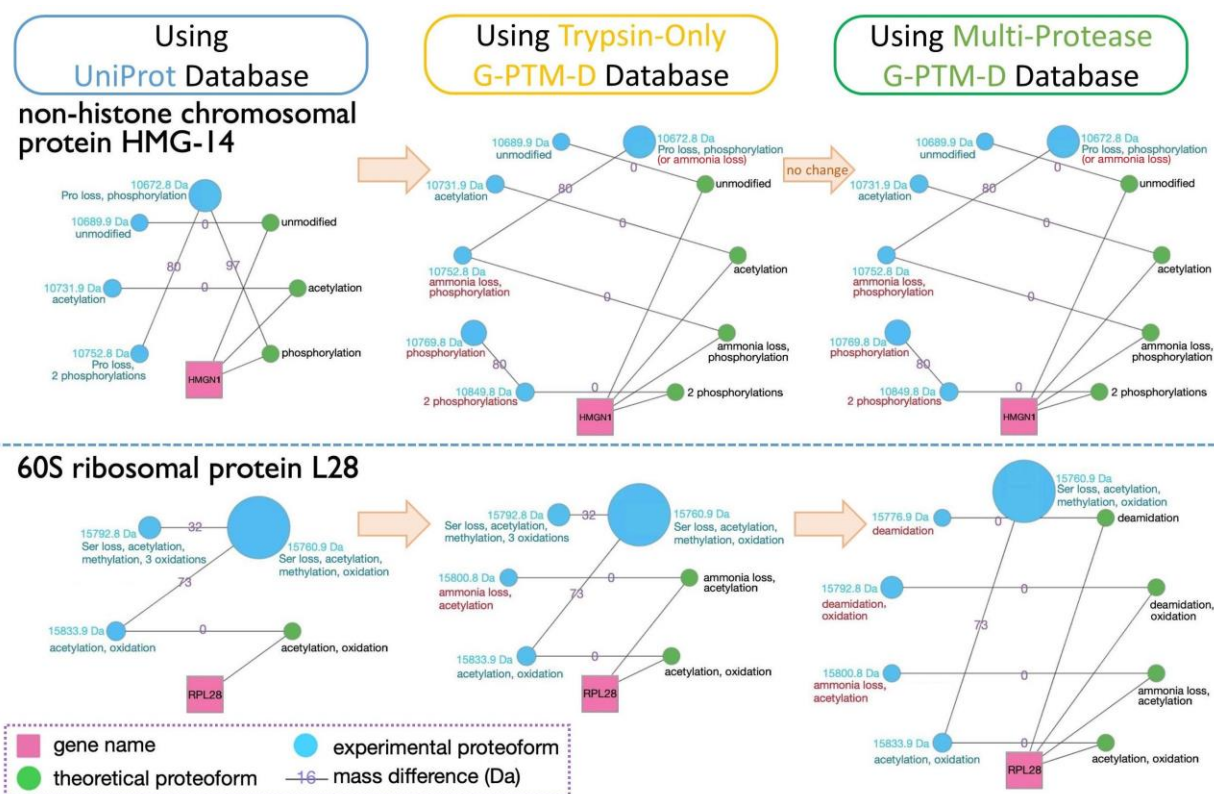 Using
UniProt Database
Using Trypsin-Only
G-PTM-D Database
Using Multi-Protease
G-PTM-D Database
non-histone chromosomal
protein HMG-14
10672.8 Da
Pro loss, phosphorylation
10689.9 Da
unmodified
0
unmodified
80
97
10731.9 Da
acetylation
0
acetylation
10752.8 Da
Pro loss,
2 phosphorylations
phosphorylation
HMGN1
10689.9 Da
unmodified
10672.8 Da
Pro loss, phosphorylation
(or ammonia loss)
0
unmodified
10731.9 Da
acetylation
80
0
acetylation
10752.8 Da
ammonia loss,
phosphorylation
0
ammonia loss,
phosphorylation
10769.8 Da
phosphorylation
80
10849.8 Da
2 phosphorylations
0
2 phosphorylations
HMGN1
no change
10689.9 Da
unmodified
10672.8 Da
Pro loss, phosphorylation
(or ammonia loss)
0
unmodified
10731.9 Da
acetylation
80
0
acetylation
10752.8 Da
ammonia loss,
phosphorylation
0
ammonia loss,
phosphorylation
10769.8 Da
phosphorylation
80
10849.8 Da
2 phosphorylations
0
2 phosphorylations
HMGN1
60S ribosomal protein L28
15792.8 Da
Ser loss, acetylation,
methylation, 3 oxidations
32
15760.9 Da
Ser loss, acetylation,
methylation, oxidation
73
15833.9 Da
acetylation, oxidation
0
acetylation, oxidation
RPL28
15792.8 Da
Ser loss, acetylation,
methylation, 3 oxidations
32
15760.9 Da
Ser loss, acetylation,
methylation, oxidation
15800.8 Da
ammonia loss,
acetylation
0
73
ammonia loss,
acetylation
15833.9 Da
acetylation, oxidation
0
acetylation, oxidation
RPL28
15760.9 Da
Ser loss, acetylation,
methylation, oxidation
15776.9 Da
deamidation
0
deamidation
15792.8 Da
deamidation,
oxidation
0
deamidation,
oxidation
73
15800.8 Da
ammonia loss,
acetylation
0
ammonia loss,
acetylation
15833.9 Da
acetylation, oxidation
0
acetylation, oxidation
RPL28
gene name
experimental proteoform
theoretical proteoform
16 mass difference (Da)